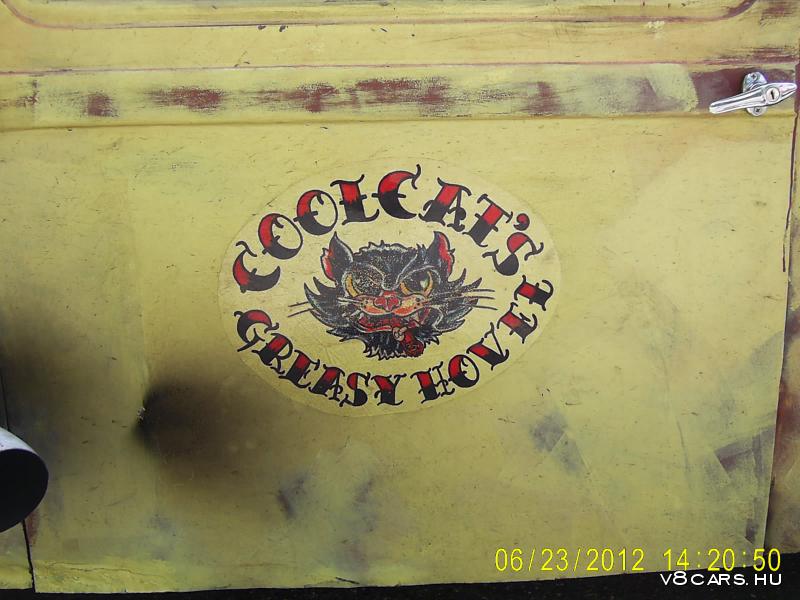 COOLCAT'S
GREASY HOVEL
06/23/2012 14:20:50
V8CARS.HU